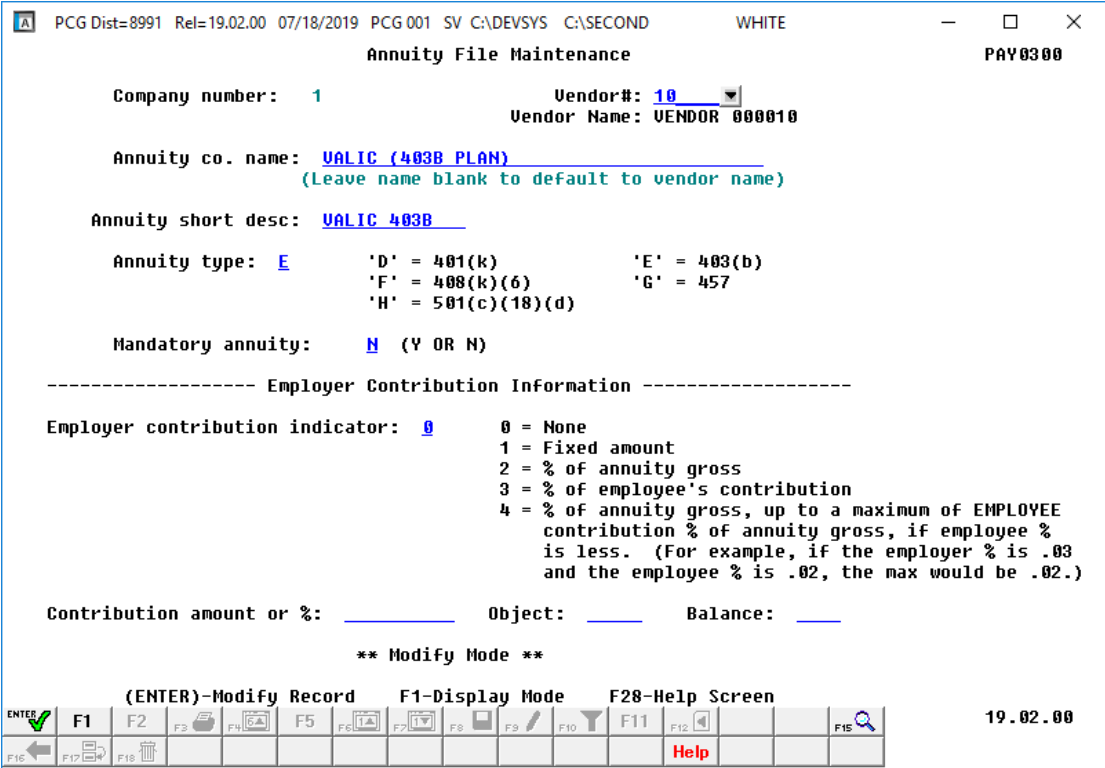 A PCG Dist=8991 Rel=19.02.00 07/18/2019 PCG 001 SV C:\DEVSYS C:\SECOND WHITE
Annuity File Maintenance PAY0300
Company number: 1 Vendor#: 10
Vendor Name: VENDOR 000010
Annuity co. name: VALIC (403B PLAN)
(Leave name blank to default to vendor name)
Annuity short desc: VALIC 403B
Annuity type: E 'D' = 401(k) 'E' = 403(b)
'F' = 408(k)(6) 'G' = 457
'H' = 501(c)(18)(d)
Mandatory annuity: N (Y OR N)
------------------- Employer Contribution Information -------------------
Employer contribution indicator: 0 0 = None
1 = Fixed amount
2 = % of annuity gross
3 = % of employee's contribution
4 = % of annuity gross, up to a maximum of EMPLOYEE
contribution % of annuity gross, if employee %
is less. (For example, if the employer % is .03
and the employee % is .02, the max would be .02.)
Contribution amount or %: Object: Balance:
** Modify Mode **
(ENTER)-Modify Record F1-Display Mode F28-Help Screen
ENTER F1 F2 F3 F4 6 F5 F6 1 F7 1 F8 F9 F10 F11 F12 F15 19.02.00
F16 F17 F18 Help